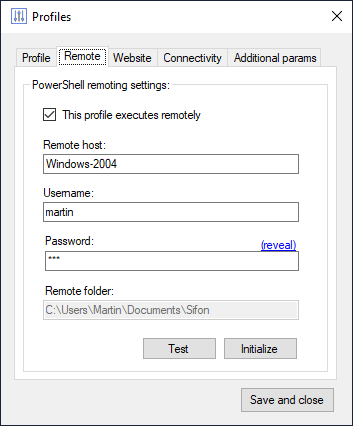 Profiles
Profile Remote Website Connectivity Additional params
PowerShell remoting settings:
This profile executes remotely
Remote host:
Windows-2004
Username:
martin
Password:
(reveal)
***
Remote folder:
C:\Users\Martin\Documents\Sifon
Test Initialize
Save and close